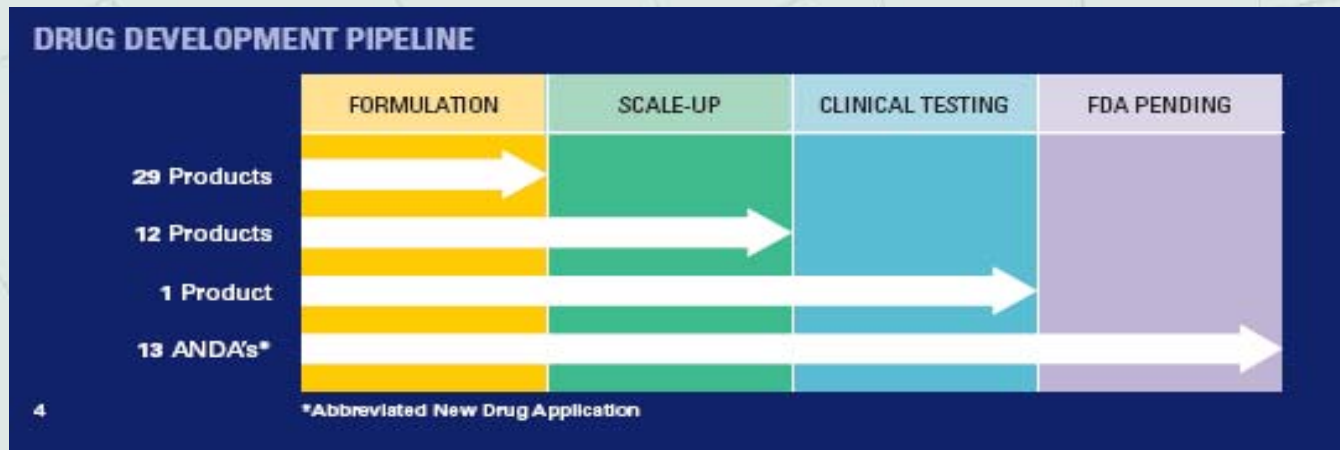 DRUG DEVELOPMENT PIPELINE
FORMULATION SCALE-UP CLINICAL TESTING FDA PENDING
29 Products
12 Products
1 Product
13 ANDA's*
4 *Abbreviated New Drug Application